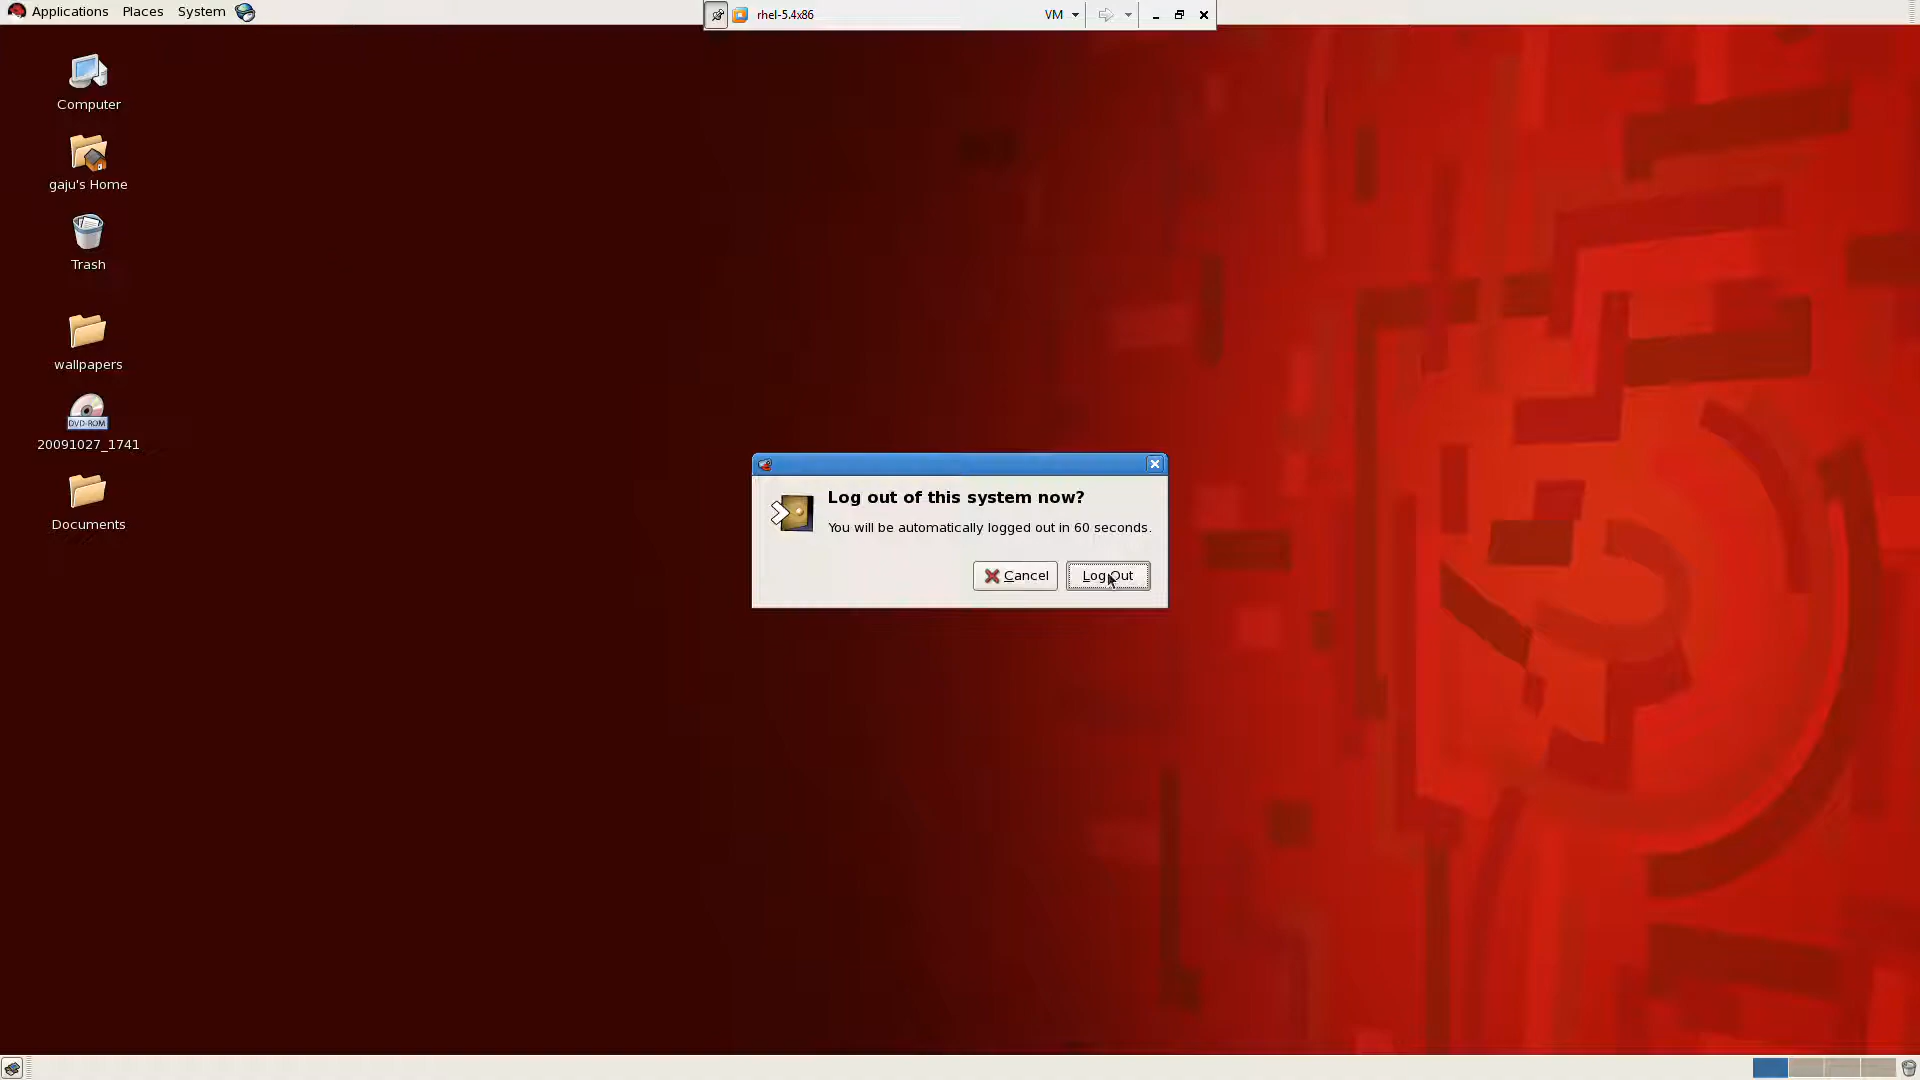 Applications Places System
rhel-5.4x86
VM
Computer
gaju's Home
Trash
wallpapers
DVD-ROM
20091027_1741
Documents
Log out of this system now?
You will be automatically logged out in 60 seconds.
Cancel
Log Out